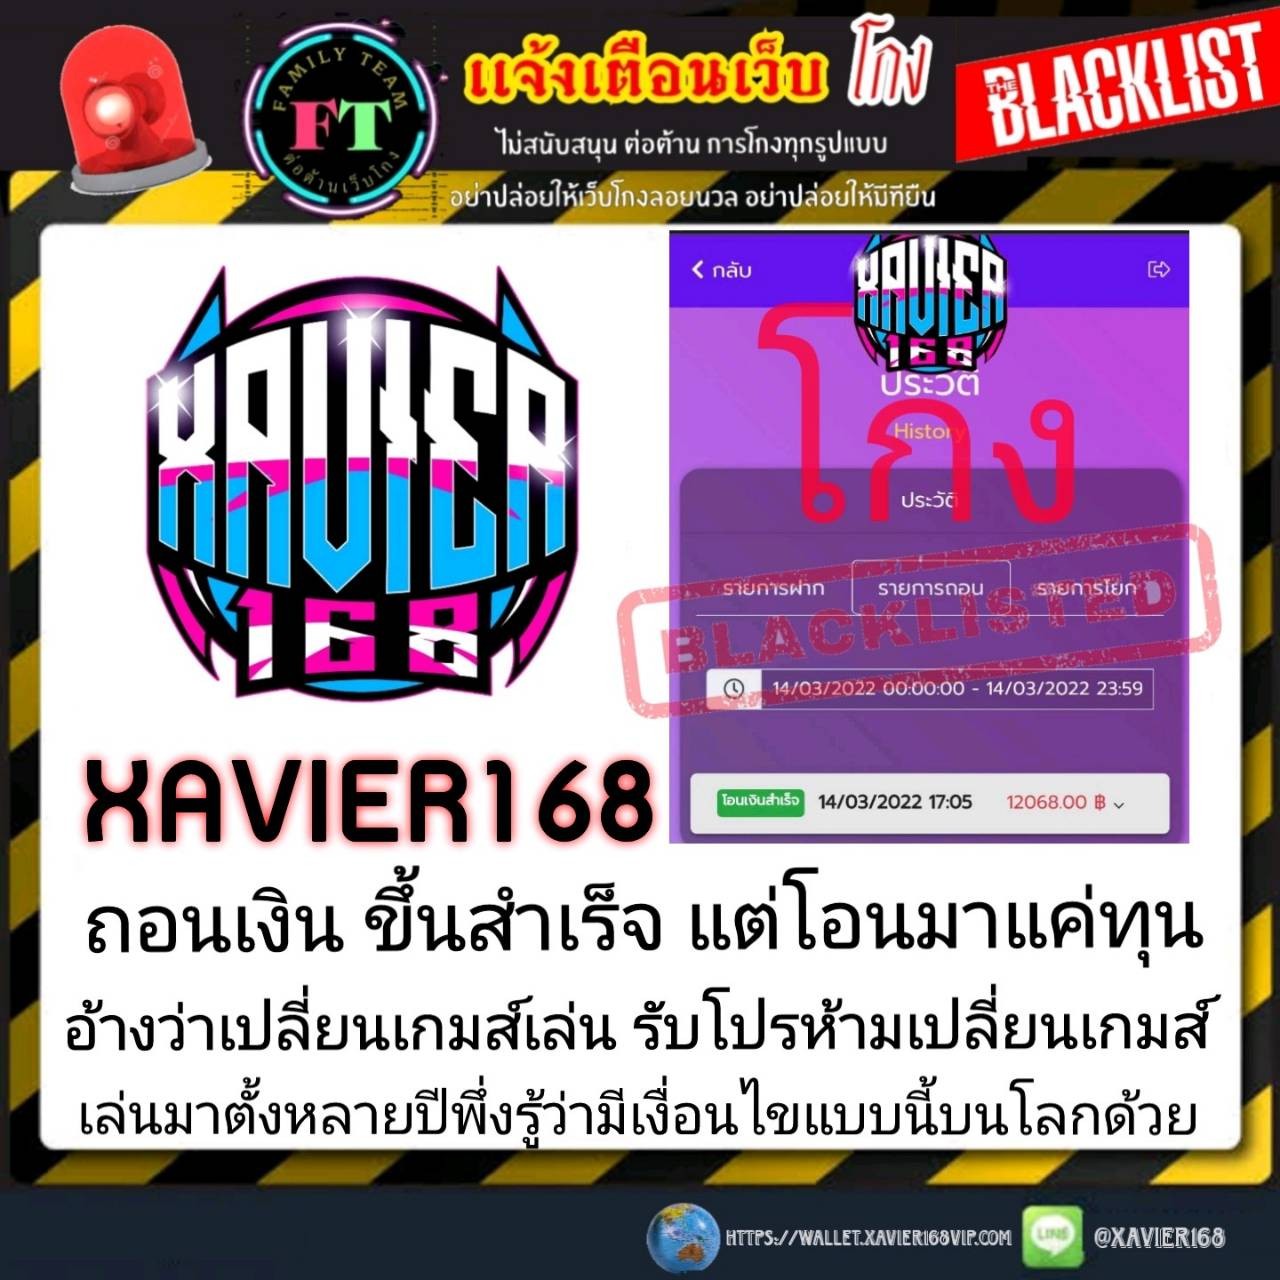 FAMILY TEAM
FT
ต่อต้านเว็บโกง
แจ้งเตือนเว็บ โกง
THE BLACKLIST
ไม่สนับสนุน ต่อต้าน การโกงทุกรูปแบบ
อย่าปล่อยให้เว็บโกงลอยนวล อย่าปล่อยให้มีที่ยืน
XAVIER
168
กลับ
XAVIER
168
ประวัติ
History
โกง
ประวัติ
รายการฝาก รายการถอน รายการโยก
BLACKLISTED
14/03/2022 00:00:00 - 14/03/2022 23:59
โอนเงินสำเร็จ 14/03/2022 17:05 12068.00 ฿
XAVIER168
ถอนเงิน ขึ้นสำเร็จ แต่โอนมาแค่ทุน
อ้างว่าเปลี่ยนเกมส์เล่น รับโปรห้ามเปลี่ยนเกมส์
เล่นมาตั้งหลายปีพึ่งรู้ว่ามีเงื่อนไขแบบนี้บนโลกด้วย
HTTPS://WALLET.XAVIER168VIP.COM
LINE
@XAVIER168